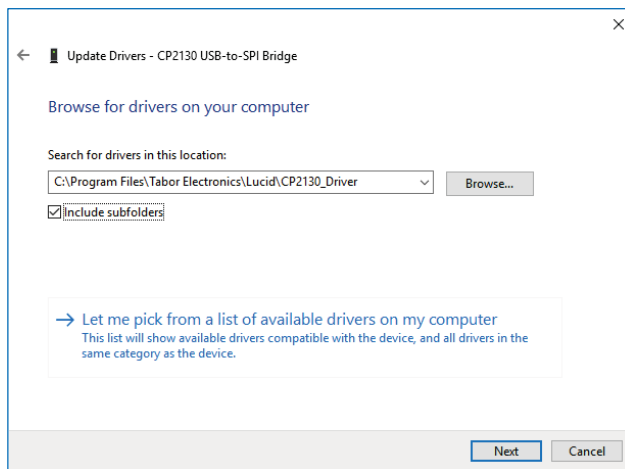 Update Drivers - CP2130 USB-to-SPI Bridge
Browse for drivers on your computer
Search for drivers in this location:
C:\Program Files\Tabor Electronics\Lucid\CP2130_Driver
Browse...
Include subfolders
Let me pick from a list of available drivers on my computer
This list will show available drivers compatible with the device, and all drivers in the
same category as the device.
Next
Cancel